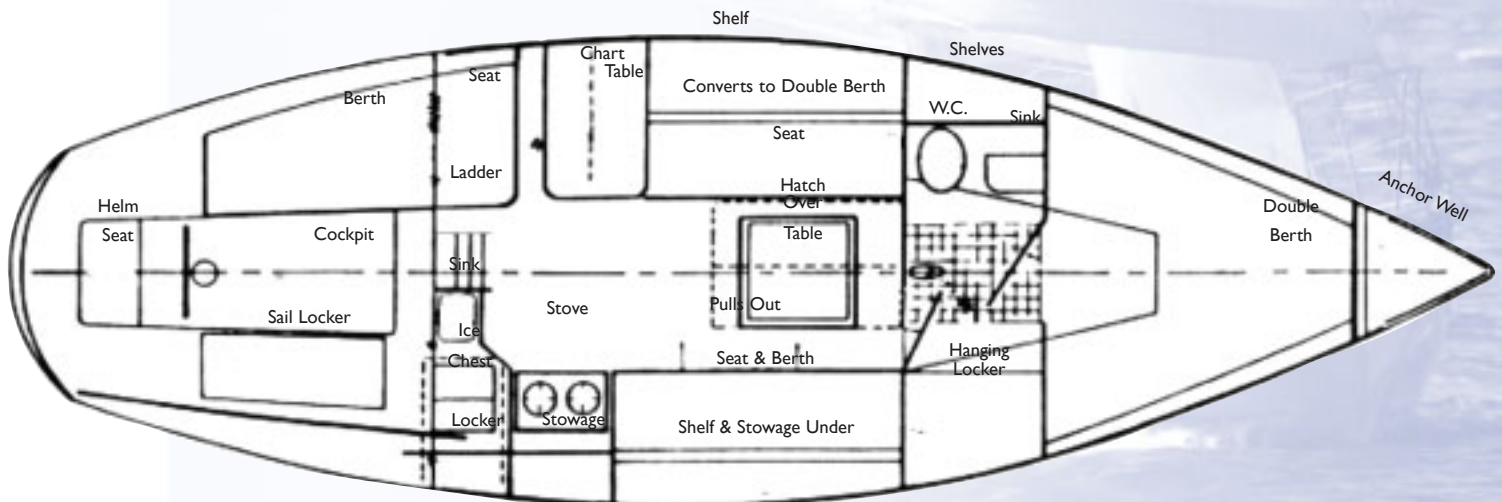 Shelf
Shelves
Chart
Table
Seat
Berth
Converts to Double Berth
W.C.
Sink
Seat
Ladder
Hatch
Over
Table
Anchor Well
Double
Berth
Helm
Seat
Cockpit
Sink
Pulls Out
Stove
Sail Locker
Ice
Chest
Seat & Berth
Hanging
Locker
Locker
Stowage
Shelf & Stowage Under